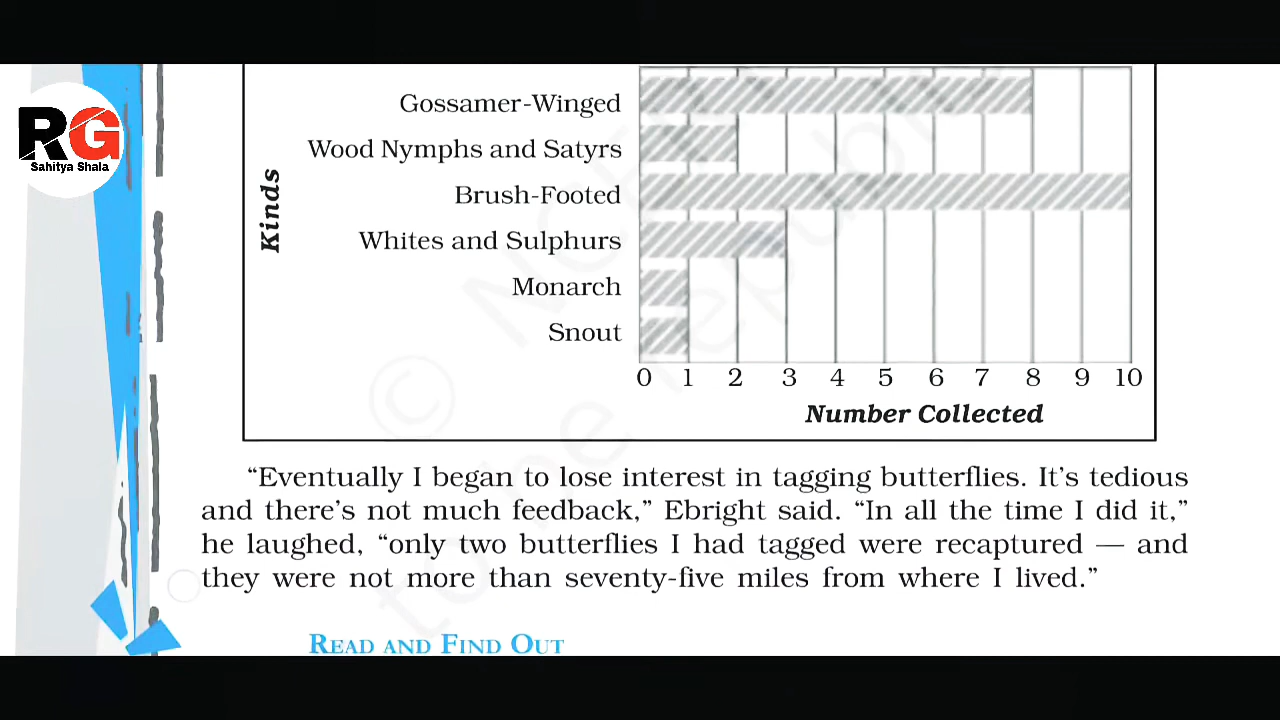 RG
Sahitya Shala
Gossamer-Winged
Wood Nymphs and Satyrs
Brush-Footed
Whites and Sulphurs
Monarch
Snout
Kinds
0 1 2 3 4 5 6 7 8 9 10
Number Collected
“Eventually I began to lose interest in tagging butterflies. It’s tedious
and there’s not much feedback,” Ebright said. “In all the time I did it,”
he laughed, “only two butterflies I had tagged were recaptured — and
they were not more than seventy-five miles from where I lived.”
READ AND FIND OUT